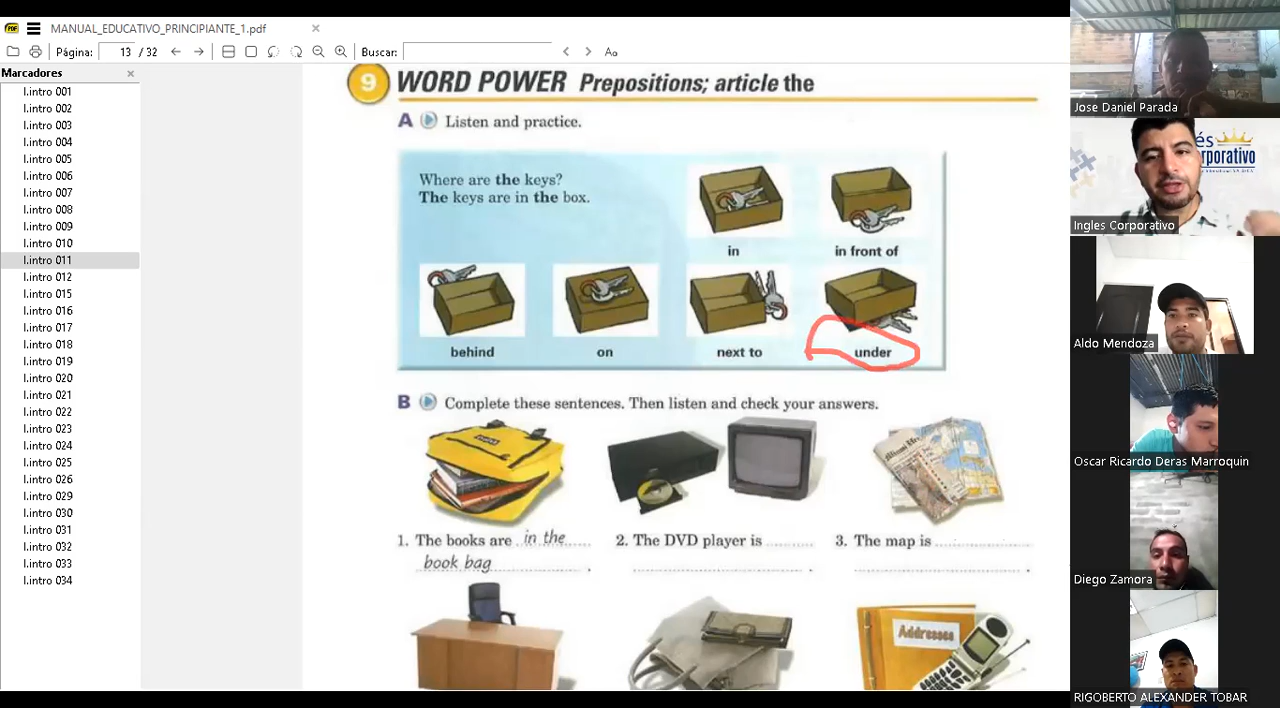 MANUAL_EDUCATIVO_PRINCIPIANTE_1.pdf
Página: 13 / 32 Buscar: Aa
Marcadores
I.intro 001
I.intro 002
I.intro 003
I.intro 004
I.intro 005
I.intro 006
I.intro 007
I.intro 008
I.intro 009
I.intro 010
I.intro 011
I.intro 012
I.intro 015
I.intro 016
I.intro 017
I.intro 018
I.intro 019
I.intro 020
I.intro 021
I.intro 022
I.intro 023
I.intro 024
I.intro 025
I.intro 026
I.intro 029
I.intro 030
I.intro 031
I.intro 032
I.intro 033
I.intro 034
9 WORD POWER Prepositions; article the
A Listen and practice.
Where are the keys?
The keys are in the box.
in in front of
behind on next to under
B Complete these sentences. Then listen and check your answers.
1. The books are in the
book bag.
2. The DVD player is
.
3. The map is
.
Addresses
Jose Daniel Parada
és
rporativo
Ingles Corporativo
Aldo Mendoza
Oscar Ricardo Deras Marroquin
Diego Zamora
RIGOBERTO ALEXANDER TOBAR